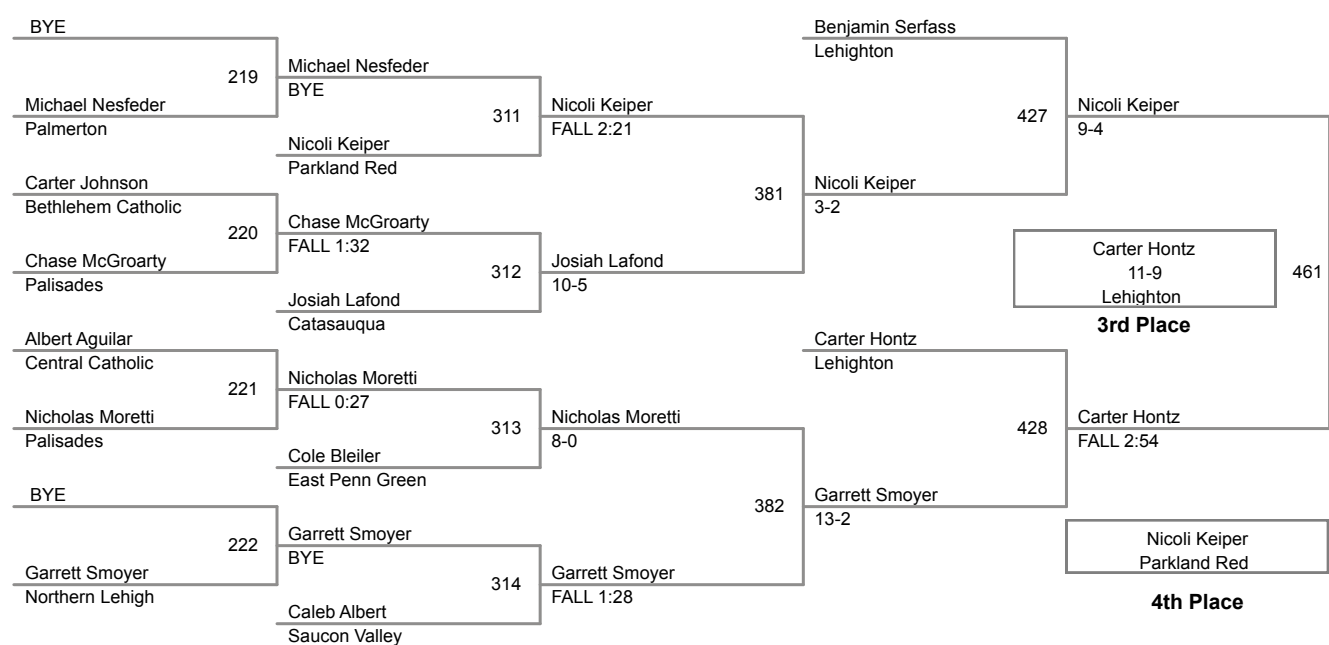 BYE
219
Michael Nesfeder
Palmerton
Carter Johnson
Bethlehem Catholic
220
Chase McGroarty
Palisades
Albert Aguilar
Central Catholic
221
Nicholas Moretti
Palisades
BYE
222
Garrett Smoyer
Northern Lehigh
Michael Nesfeder
BYE
311
Nicoli Keiper
Parkland Red
Chase McGroarty
FALL 1:32
312
Josiah Lafond
Catasauqua
Nicholas Moretti
FALL 0:27
313
Cole Bleiler
East Penn Green
Garrett Smoyer
BYE
314
Caleb Albert
Saucon Valley
Nicoli Keiper
FALL 2:21
381
Josiah Lafond
10-5
Nicholas Moretti
8-0
382
Garrett Smoyer
FALL 1:28
Benjamin Serfass
Lehighton
427
Nicoli Keiper
3-2
Carter Hontz
Lehighton
428
Garrett Smoyer
13-2
Nicoli Keiper
9-4
Carter Hontz
11-9
Lehighton
461
3rd Place
Carter Hontz
FALL 2:54
Nicoli Keiper
Parkland Red
4th Place